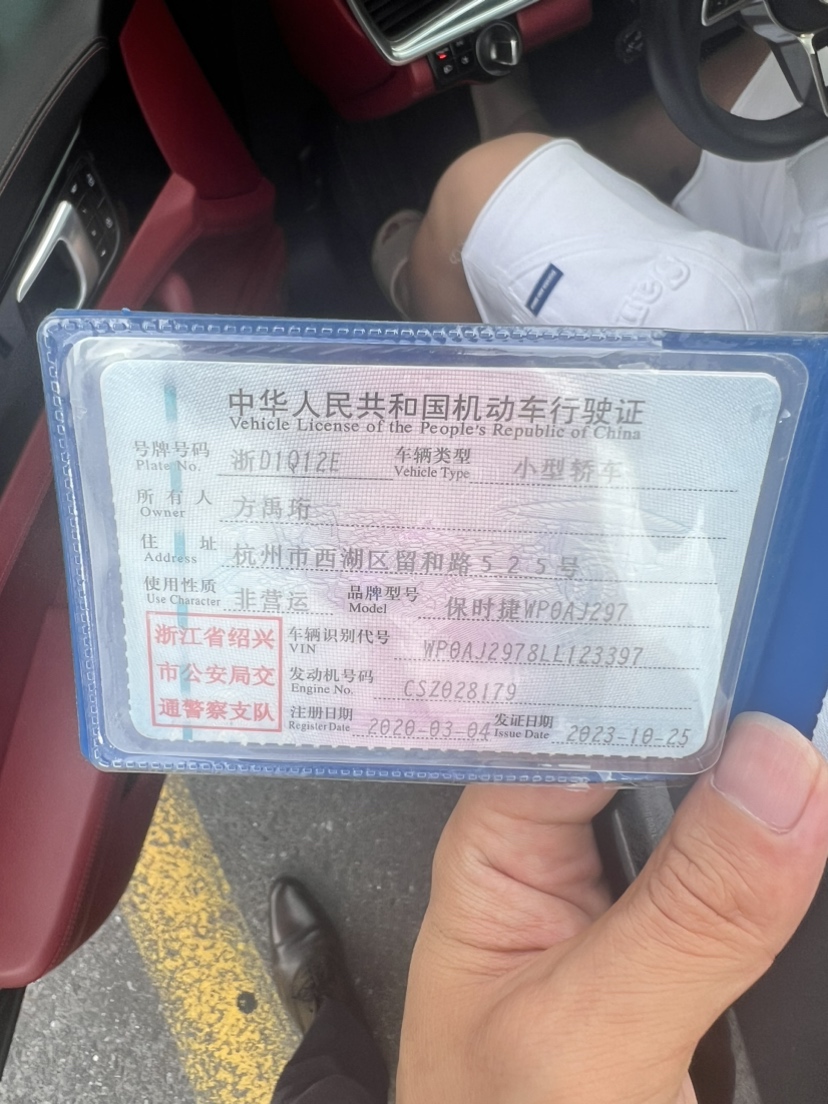 中华人民共和国机动车行驶证
Vehicle License of the People's Republic of China
号牌号码 浙D1Q12E 车辆类型 小型轿车
Plate No. Vehicle Type
所有人 方禹珩
Owner
住址 杭州市西湖区留和路525号
Address
使用性质 非营运 品牌型号 保时捷WP0AJ297
Use Character Model
浙江省绍兴
市公安局交
通警察支队
车辆识别代号 WP0AJ2978LL123397
VIN
发动机号码 CSZ028179
Engine No.
注册日期 2020-03-04 发证日期 2023-10-25
Register Date Issue Date